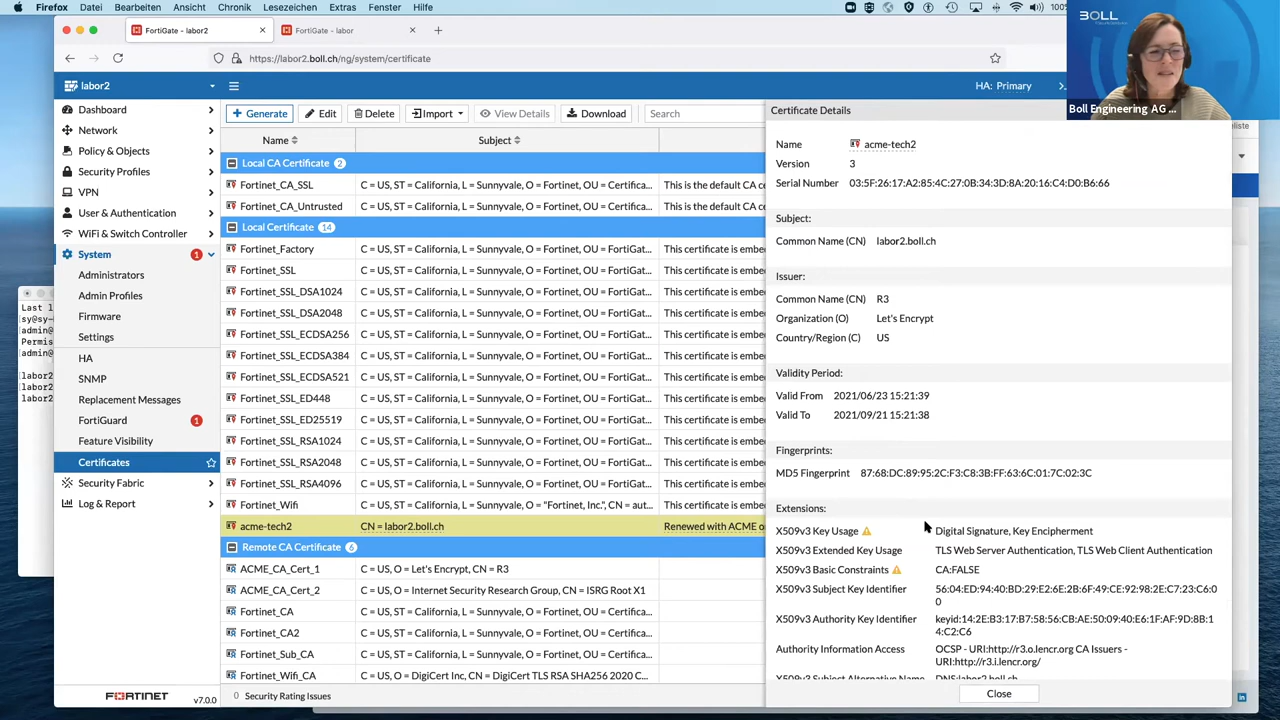 Firefox Datei Bearbeiten Ansicht Chronik Lesezeichen Extras Fenster Hilfe
100%
FortiGate - labor2
FortiGate - labor
https://labor2.boll.ch/ng/system/certificate
BOLL
Boll Engineering AG ...
labor2
HA: Primary
Dashboard
Network
Policy & Objects
Security Profiles
VPN
User & Authentication
WiFi & Switch Controller
System 1
Administrators
Admin Profiles
Firmware
Settings
HA
SNMP
Replacement Messages
FortiGuard 1
Feature Visibility
Certificates
Security Fabric
Log & Report
FORTINET v7.0.0
Last l
sy@sy-
admin@
Permis
admin@
labor2
labor2
labor2
+ Generate Edit Delete Import View Details Download Search
Name Subject
Local CA Certificate 2
Fortinet_CA_SSL C = US, ST = California, L = Sunnyvale, O = Fortinet, OU = Certifica... This is the default CA ce
Fortinet_CA_Untrusted C = US, ST = California, L = Sunnyvale, O = Fortinet, OU = Certifica... This is the default CA ce
Local Certificate 14
Fortinet_Factory C = US, ST = California, L = Sunnyvale, O = Fortinet, OU = FortiGat... This certificate is embe
Fortinet_SSL C = US, ST = California, L = Sunnyvale, O = Fortinet, OU = FortiGat... This certificate is embe
Fortinet_SSL_DSA1024 C = US, ST = California, L = Sunnyvale, O = Fortinet, OU = FortiGat... This certificate is embe
Fortinet_SSL_DSA2048 C = US, ST = California, L = Sunnyvale, O = Fortinet, OU = FortiGat... This certificate is embe
Fortinet_SSL_ECDSA256 C = US, ST = California, L = Sunnyvale, O = Fortinet, OU = FortiGat... This certificate is embe
Fortinet_SSL_ECDSA384 C = US, ST = California, L = Sunnyvale, O = Fortinet, OU = FortiGat... This certificate is embe
Fortinet_SSL_ECDSA521 C = US, ST = California, L = Sunnyvale, O = Fortinet, OU = FortiGat... This certificate is embe
Fortinet_SSL_ED448 C = US, ST = California, L = Sunnyvale, O = Fortinet, OU = FortiGat... This certificate is embe
Fortinet_SSL_ED25519 C = US, ST = California, L = Sunnyvale, O = Fortinet, OU = FortiGat... This certificate is embe
Fortinet_SSL_RSA1024 C = US, ST = California, L = Sunnyvale, O = Fortinet, OU = FortiGat... This certificate is embe
Fortinet_SSL_RSA2048 C = US, ST = California, L = Sunnyvale, O = Fortinet, OU = FortiGat... This certificate is embe
Fortinet_SSL_RSA4096 C = US, ST = California, L = Sunnyvale, O = Fortinet, OU = FortiGat... This certificate is embe
Fortinet_Wifi C = US, ST = California, L = Sunnyvale, O = "Fortinet, Inc.", CN = aut... This certificate is embe
acme-tech2 CN = labor2.boll.ch Renewed with ACME o
Remote CA Certificate 6
ACME_CA_Cert_1 C = US, O = Let's Encrypt, CN = R3
ACME_CA_Cert_2 C = US, O = Internet Security Research Group, CN = ISRG Root X1
Fortinet_CA C = US, ST = California, L = Sunnyvale, O = Fortinet, OU = Certifica...
Fortinet_CA2 C = US, ST = California, L = Sunnyvale, O = Fortinet, OU = Certifica...
Fortinet_Sub_CA C = US, ST = California, L = Sunnyvale, O = Fortinet, OU = Certifica...
Fortinet_Wifi_CA C = US, O = DigiCert Inc, CN = DigiCert TLS RSA SHA256 2020 C...
0 Security Rating Issues
Certificate Details
Name acme-tech2
Version 3
Serial Number 03:5F:26:17:A2:85:4C:27:0B:34:3D:8A:20:16:C4:D0:B6:66
Subject:
Common Name (CN) labor2.boll.ch
Issuer:
Common Name (CN) R3
Organization (O) Let's Encrypt
Country/Region (C) US
Validity Period:
Valid From 2021/06/23 15:21:39
Valid To 2021/09/21 15:21:38
Fingerprints:
MD5 Fingerprint 87:68:DC:89:95:2C:F3:C8:3B:FF:63:6C:01:7C:02:3C
Extensions:
X509v3 Key Usage Digital Signature, Key Encipherment
X509v3 Extended Key Usage TLS Web Server Authentication, TLS Web Client Authentication
X509v3 Basic Constraints CA:FALSE
X509v3 Subject Key Identifier 56:04:ED:94:40:BD:29:E2:6E:2B:6F:49:CE:92:98:2E:C7:23:C6:0
0
X509v3 Authority Key Identifier keyid:14:2E:B3:17:B7:58:56:CB:AE:50:09:40:E6:1F:AF:9D:8B:1
4:C2:C6
Authority Information Access OCSP - URI:http://r3.o.lencr.org CA Issuers -
URI:http://r3.i.lencr.org/
X509v3 Subject Alternative Name DNS:labor2.boll.ch
Close